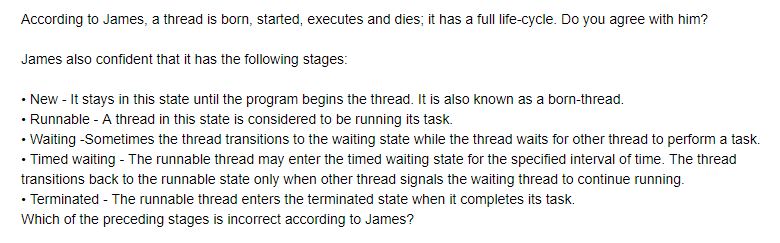 According to James, a thread is born, started, executes and dies; it has a full life-cycle. Do you agree with him?
James also confident that it has the following stages:
• New - It stays in this state until the program begins the thread. It is also known as a born-thread.
• Runnable - A thread in this state is considered to be running its task.
• Waiting -Sometimes the thread transitions to the waiting state while the thread waits for other thread to perform a task.
• Timed waiting - The runnable thread may enter the timed waiting state for the specified interval of time. The thread
transitions back to the runnable state only when other thread signals the waiting thread to continue running.
• Terminated - The runnable thread enters the terminated state when it completes its task.
Which of the preceding stages is incorrect according to James?